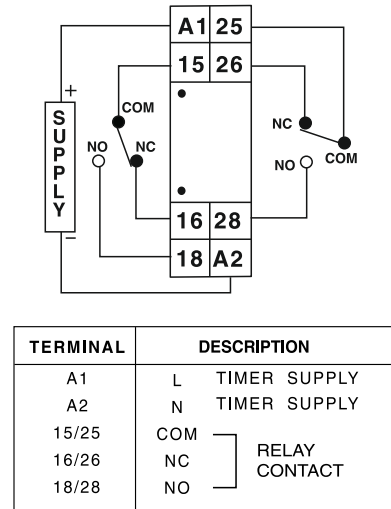 A1 25
15 26
+
COM
SUPPLY
NO
NC
NC
COM
NO
−
16 28
18 A2
TERMINAL DESCRIPTION
A1 L TIMER SUPPLY
A2 N TIMER SUPPLY
15/25 COM
16/26 NC
RELAY
CONTACT
18/28 NO